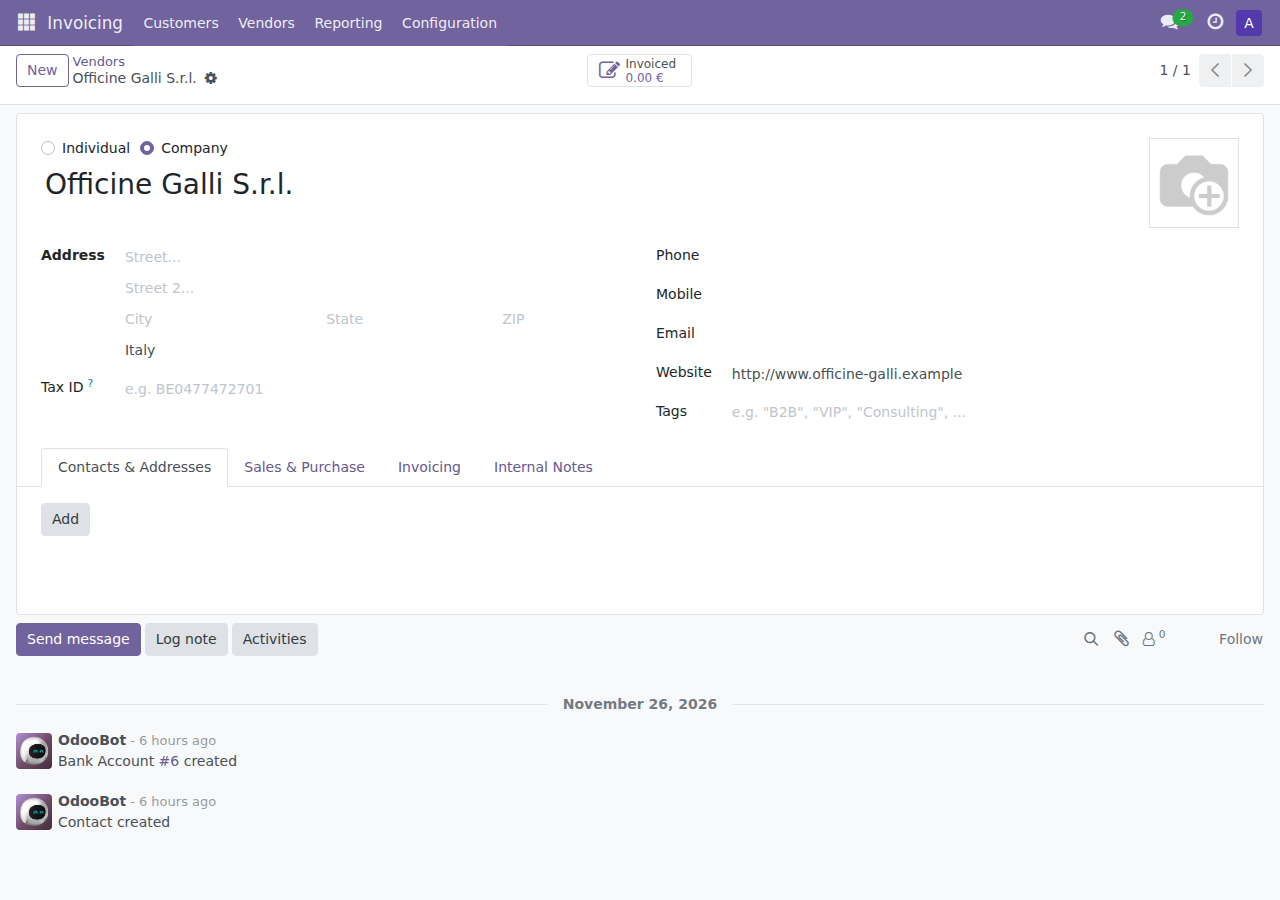 Invoicing Customers Vendors Reporting Configuration 2 A
New Vendors
Officine Galli S.r.l.
Invoiced
0.00 €
1 / 1
Individual Company
Officine Galli S.r.l.
Address Street...
Street 2...
City State ZIP
Italy
Tax ID ? e.g. BE0477472701
Phone
Mobile
Email
Website http://www.officine-galli.example
Tags e.g. "B2B", "VIP", "Consulting", ...
Contacts & Addresses Sales & Purchase Invoicing Internal Notes
Add
Send message Log note Activities 0 Follow
November 26, 2026
OdooBot - 6 hours ago
Bank Account #6 created
OdooBot - 6 hours ago
Contact created